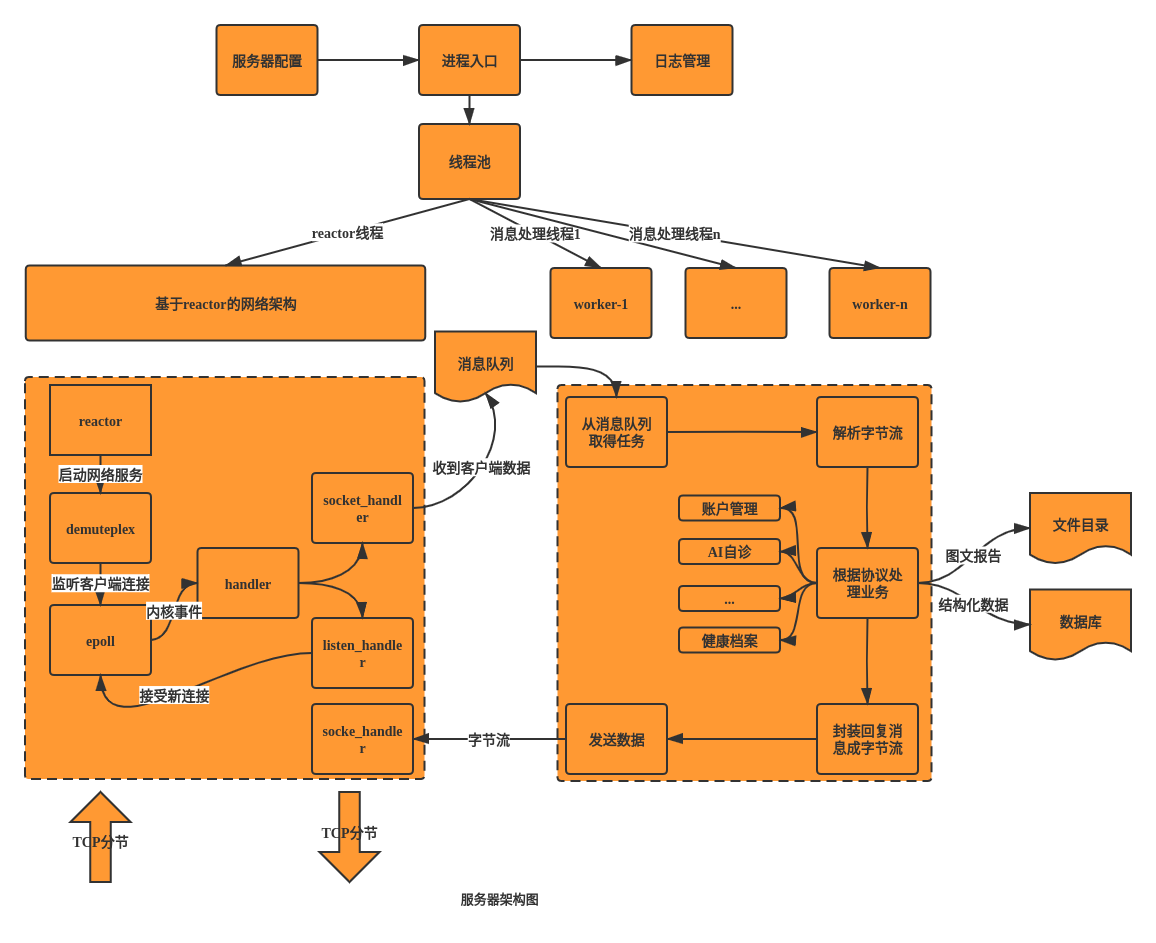 服务器配置
进程入口
日志管理
线程池
reactor线程
消息处理线程1
消息处理线程n
基于reactor的网络架构
worker-1
...
worker-n
消息队列
reactor
启动网络服务
demuteplex
监听客户端连接
epoll
内核事件
handler
socket_handl
er
listen_handle
r
接受新连接
socke_handle
r
收到客户端数据
从消息队列
取得任务
解析字节流
账户管理
AI自诊
...
健康档案
根据协议处
理业务
图文报告
文件目录
结构化数据
数据库
封装回复消
息成字节流
发送数据
字节流
TCP分节
TCP分节
服务器架构图